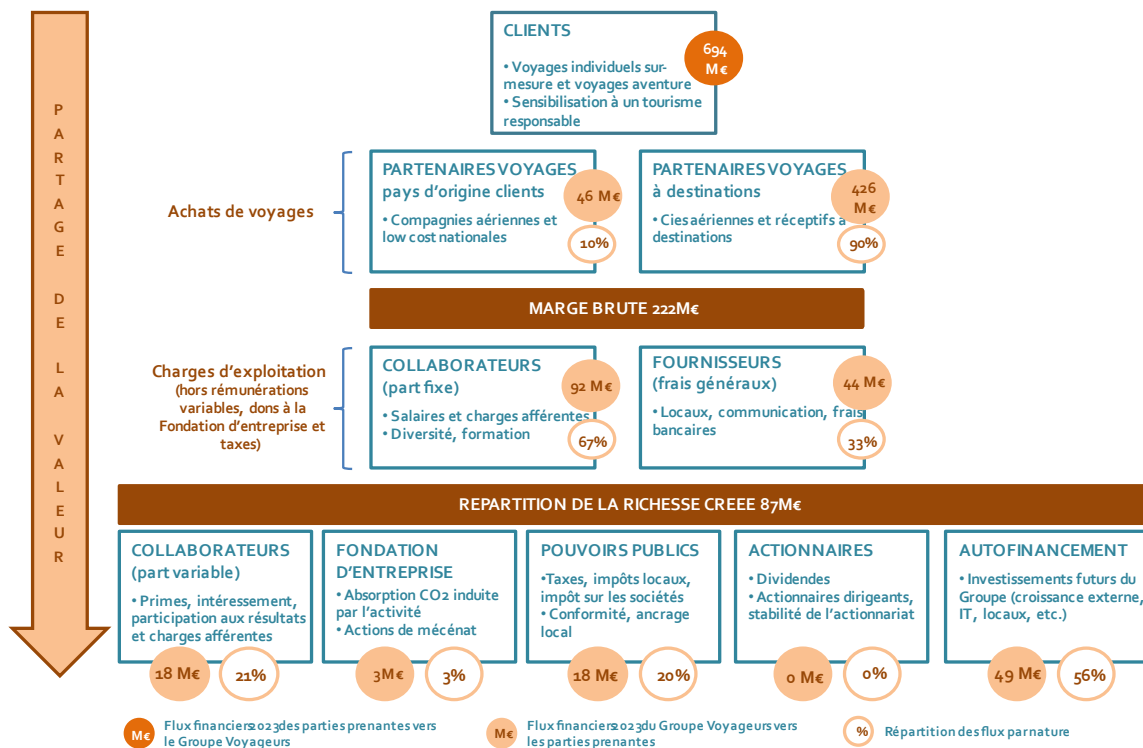 PARTAGE DE LA VALEUR
CLIENTS
694
M€
• Voyages individuels sur-
mesure et voyages aventure
• Sensibilisation à un tourisme
responsable
Achats de voyages
PARTENAIRES VOYAGES
pays d'origine clients
46 M€
• Compagnies aériennes et
low cost nationales
10%
PARTENAIRES VOYAGES
à destinations
426
M€
• Cies aériennes et réceptifs à
destinations
90%
MARGE BRUTE 222M€
Charges d'exploitation
(hors rémunérations
variables, dons à la
Fondation d'entreprise et
taxes)
COLLABORATEURS
(part fixe)
92 M€
• Salaires et charges afférentes
• Diversité, formation
67%
FOURNISSEURS
(frais généraux)
44 M€
• Locaux, communication, frais
bancaires
33%
REPARTITION DE LA RICHESSE CREEE 87M€
COLLABORATEURS
(part variable)
• Primes, intéressement,
participation aux résultats
et charges afférentes
18 M€
21%
FONDATION
D'ENTREPRISE
• Absorption CO2 induite
par l'activité
• Actions de mécénat
3M€
3%
POUVOIRS PUBLICS
•Taxes, impôts locaux,
impôt sur les sociétés
• Conformité, ancrage
local
18 M€
20%
ACTIONNAIRES
• Dividendes
• Actionnaires dirigeants,
stabilité de l'actionnariat
0 M€
0%
AUTOFINANCEMENT
• Investissements futurs du
Groupe (croissance externe,
IT, locaux, etc.)
49 M€
56%
M€
Flux financiers2023des parties prenantes vers
le Groupe Voyageurs
M€
Flux financiers2023du Groupe Voyageurs vers
les parties prenantes
%
Répartition des flux parnature